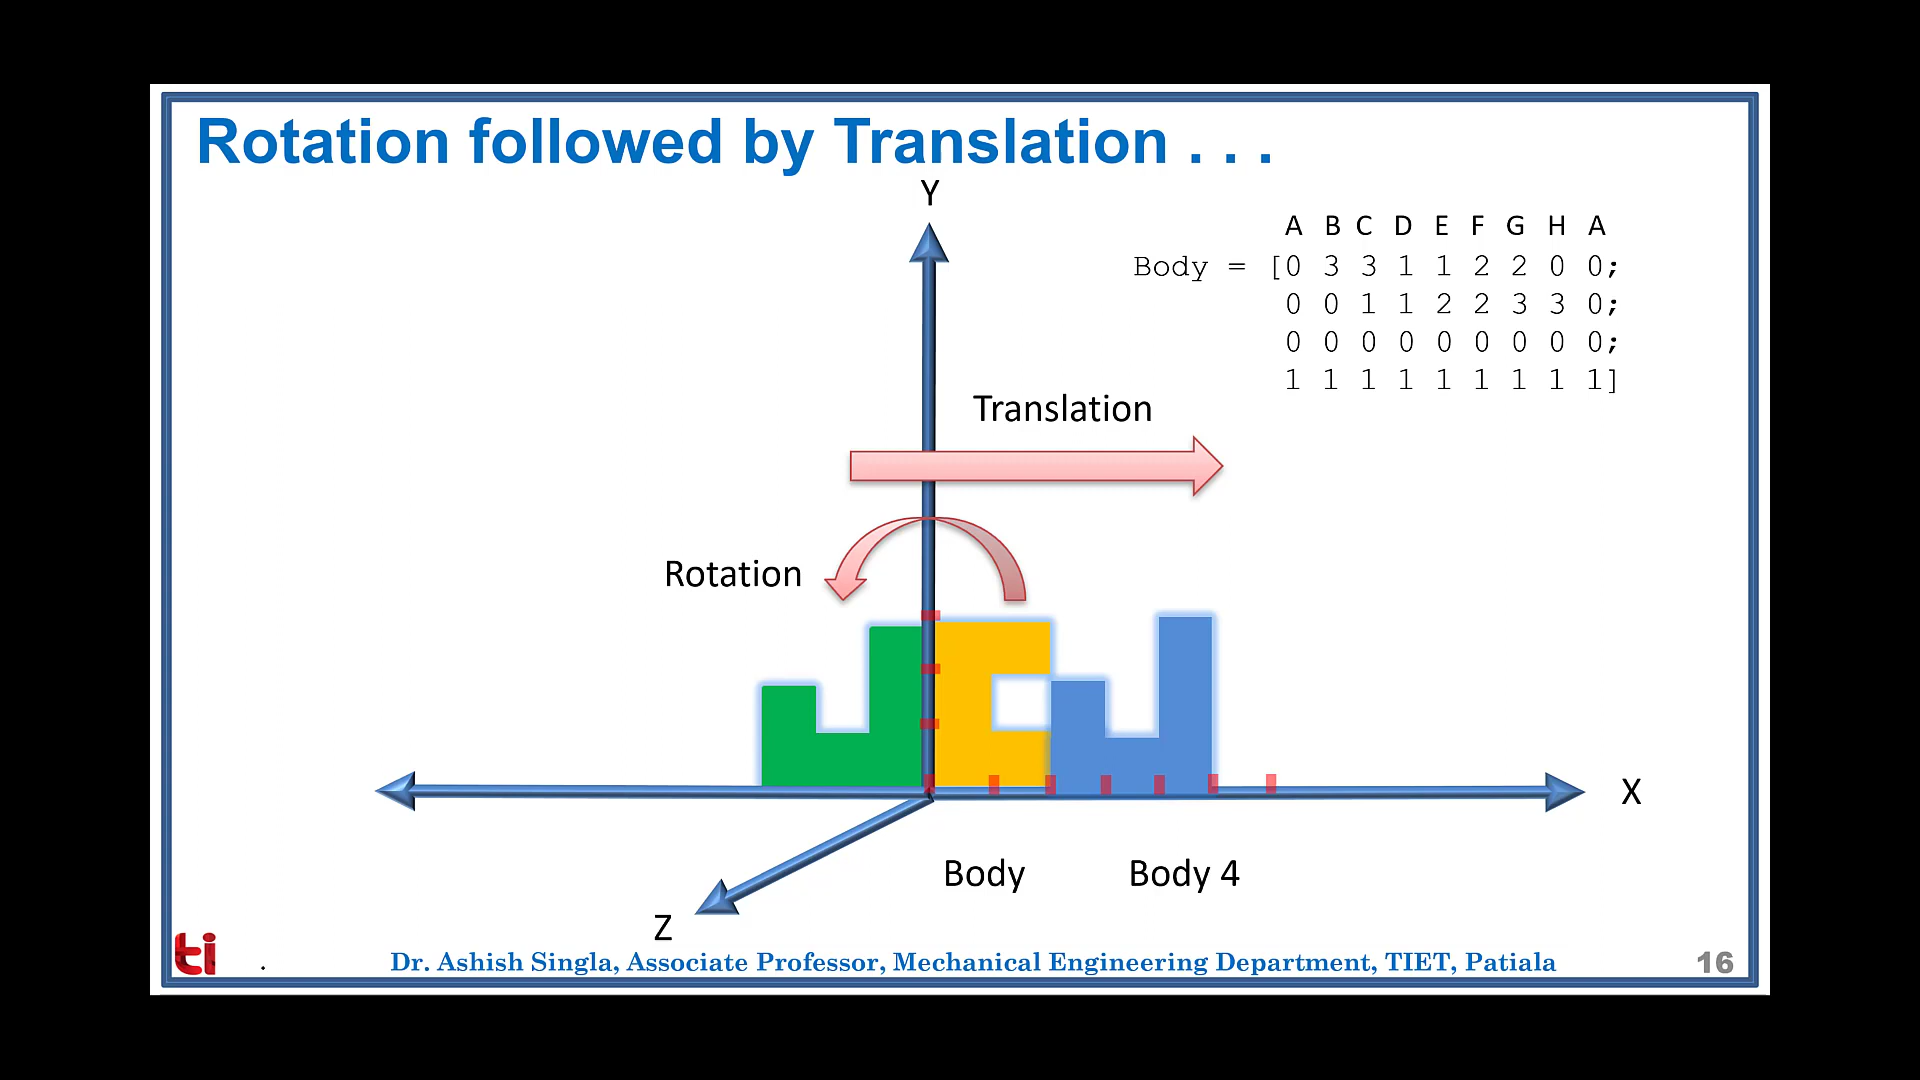 Rotation followed by Translation . . .
Y
A B C D E F G H A
Body = [0 3 3 1 1 2 2 0 0;
0 0 1 1 2 2 3 3 0;
0 0 0 0 0 0 0 0 0;
1 1 1 1 1 1 1 1 1]
Translation
Rotation
X
Body Body 4
Z
ti
Dr. Ashish Singla, Associate Professor, Mechanical Engineering Department, TIET, Patiala
16